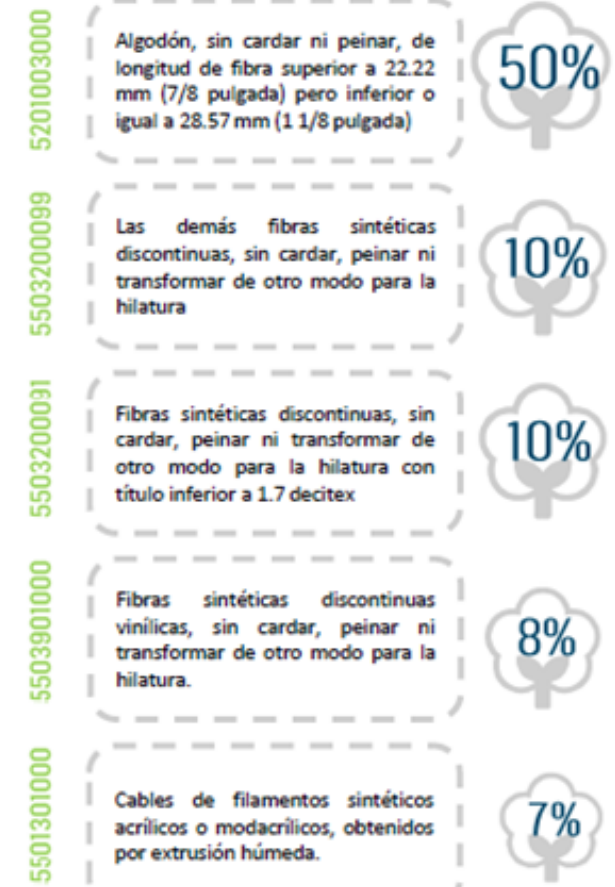 5201003000
Algodón, sin cardar ni peinar, de
longitud de fibra superior a 22.22
mm (7/8 pulgada) pero inferior o
igual a 28.57 mm (1 1/8 pulgada)
50%
5503200099
Las demás fibras sintéticas
discontinuas, sin cardar, peinar ni
transformar de otro modo para la
hilatura
10%
5503200091
Fibras sintéticas discontinuas, sin
cardar, peinar ni transformar de
otro modo para la hilatura con
título inferior a 1.7 decitex
10%
5503901000
Fibras sintéticas discontinuas
vinílicas, sin cardar, peinar ni
transformar de otro modo para la
hilatura.
8%
5501301000
Cables de filamentos sintéticos
acrílicos o modacrílicos, obtenidos
por extrusión húmeda.
7%